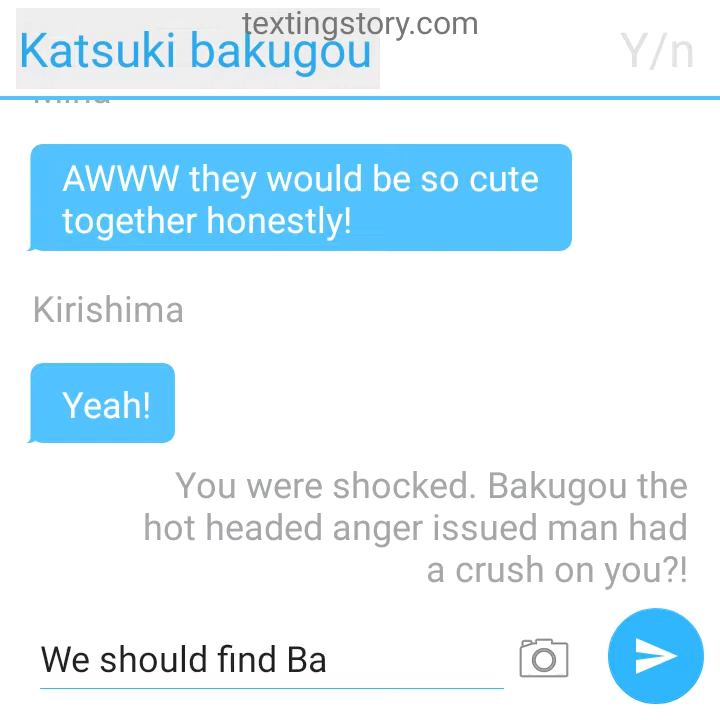 textingstory.com
Katsuki bakugou
Y/n
AWWW they would be so cute
together honestly!
Kirishima
Yeah!
You were shocked. Bakugou the
hot headed anger issued man had
a crush on you?!
We should find Ba